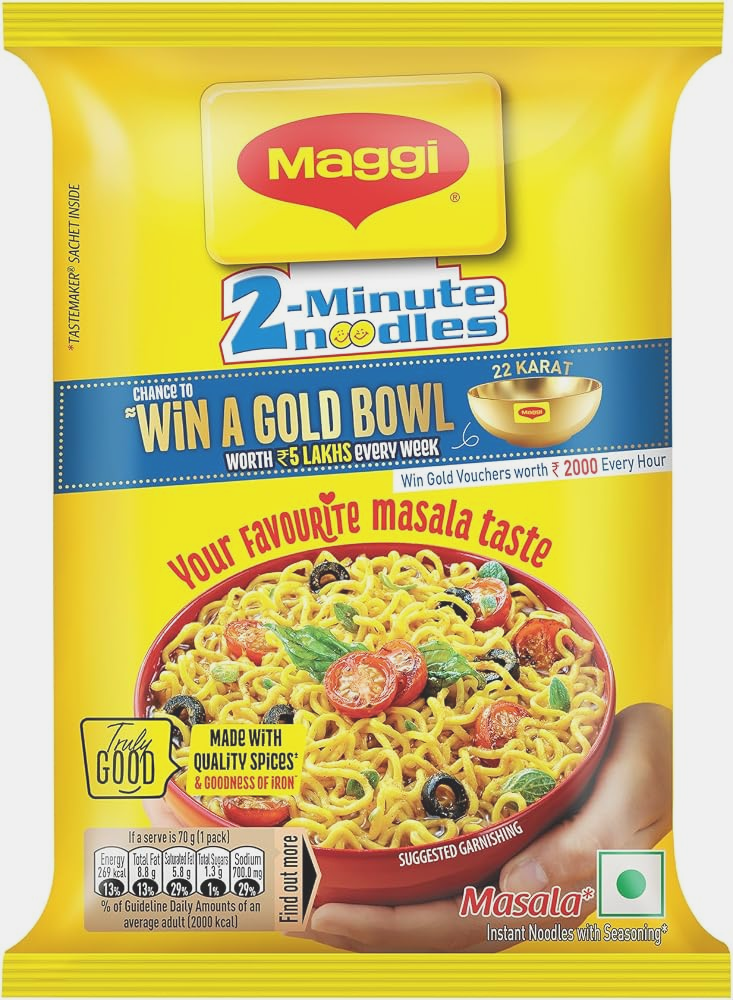 Maggi
®
*TASTEMAKER® SACHET INSIDE
2-Minute
noodles
CHANCE TO
≈WiN A GOLD BOWL
WORTH ₹5 LAKHS EVERY WEEK
22 KARAT
Maggi
Win Gold Vouchers worth ₹ 2000 Every Hour
Your FAVOURITE masala taste
Truly
GOOD
MADE WiTH
QUALITY SPiCES‡
& GOODNESS OF iRON
SUGGESTED GARNISHING
If a serve is 70 g (1 pack)
Energy Total Fat Saturated Fat Total Sugars Sodium
269 kcal 8.8 g 5.8 g 1.3 g 700.0 mg
13% 13% 29% 1% 29%
% of Guideline Daily Amounts of an
average adult (2000 kcal)
Find out more
Masala*
Instant Noodles with Seasoning*